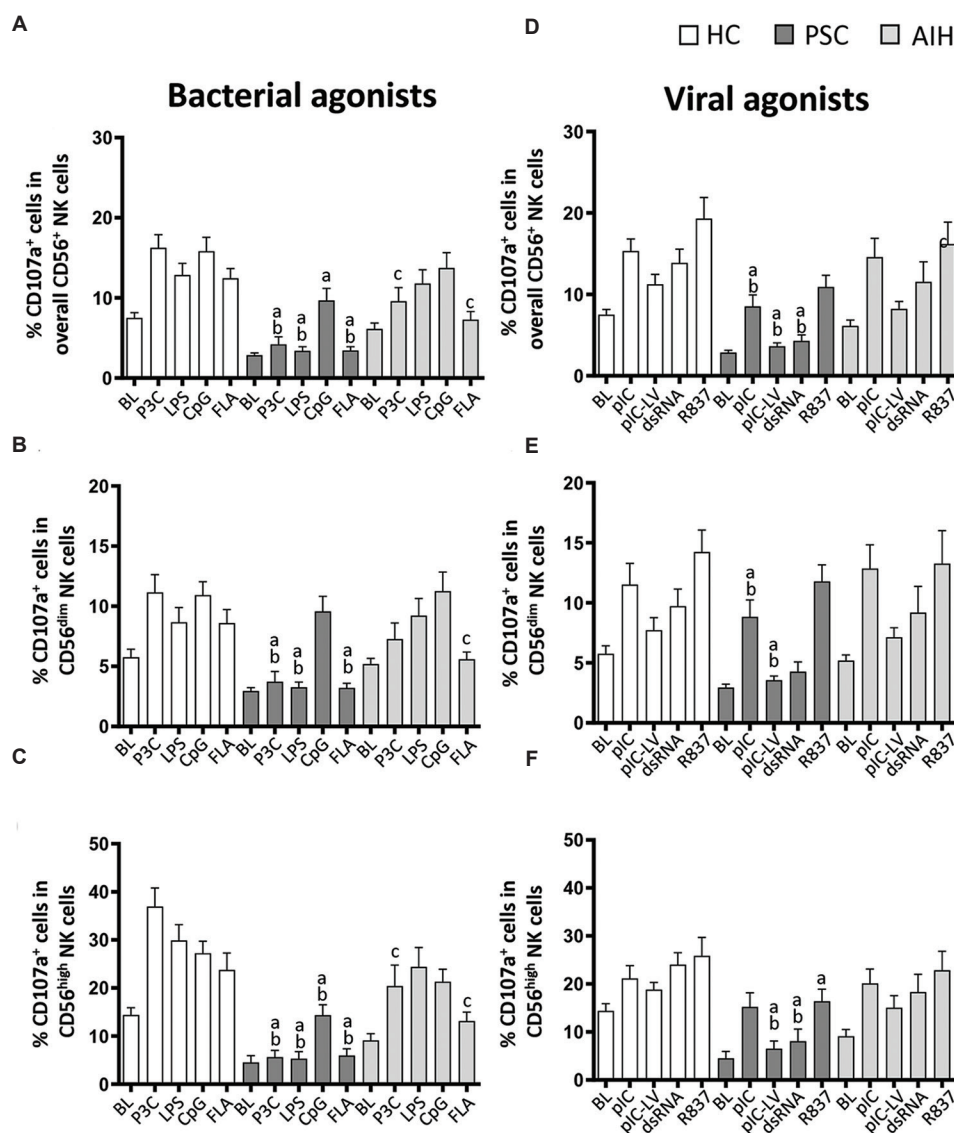 A
D
HC PSC AIH
Bacterial agonists
Viral agonists
% CD107a⁺ cells in
overall CD56⁺ NK cells
30
20
10
0
a
b
a
b
a
a
b
c
c
BL P3C LPS CpG FLA BL P3C LPS CpG FLA BL P3C LPS CpG FLA
% CD107a⁺ cells in
overall CD56⁺ NK cells
30
20
10
0
a
b
a
b
a
b
c
BL pIC pIC-LV dsRNA R837 BL pIC pIC-LV dsRNA R837 BL pIC pIC-LV dsRNA R837
B
% CD107a⁺ cells in
CD56ᵈⁱᵐ NK cells
20
15
10
5
0
a
b
a
b
a
b
c
BL P3C LPS CpG FLA BL P3C LPS CpG FLA BL P3C LPS CpG FLA
E
% CD107a⁺ cells in
CD56ᵈⁱᵐ NK cells
20
15
10
5
0
a
b
a
b
BL pIC pIC-LV dsRNA R837 BL pIC pIC-LV dsRNA R837 BL pIC pIC-LV dsRNA R837
C
% CD107a⁺ cells in
CD56ʰⁱᵍʰ NK cells
50
40
30
20
10
0
a
b
a
b
a
b
a
b
c
c
BL P3C LPS CpG FLA BL P3C LPS CpG FLA BL P3C LPS CpG FLA
F
% CD107a⁺ cells in
CD56ʰⁱᵍʰ NK cells
50
40
30
20
10
0
a
b
a
b
a
BL pIC pIC-LV dsRNA R837 BL pIC pIC-LV dsRNA R837 BL pIC pIC-LV dsRNA R837